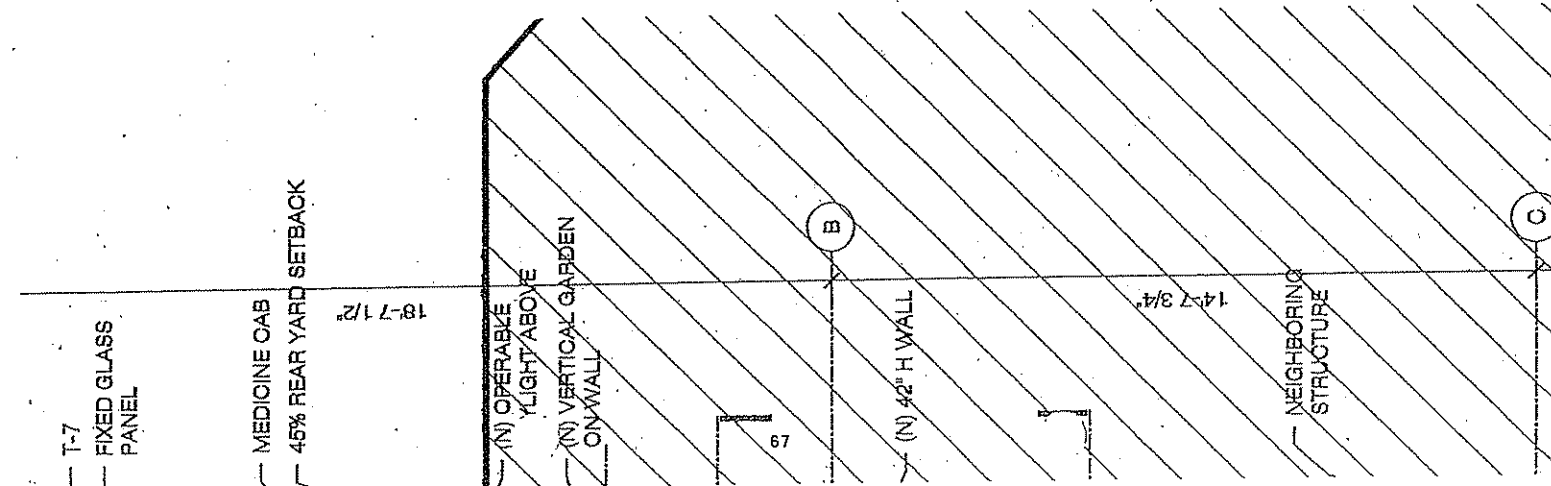 T-7
FIXED GLASS
PANEL
MEDICINE CAB
45% REAR YARD SETBACK
18'-7 1/2"
(N) OPERABLE
YLIGHT ABOVE
(N) VERTICAL GARDEN
ON WALL
67
B
(N) 42" H WALL
14'-7 3/4"
NEIGHBORING
STRUCTURE
C